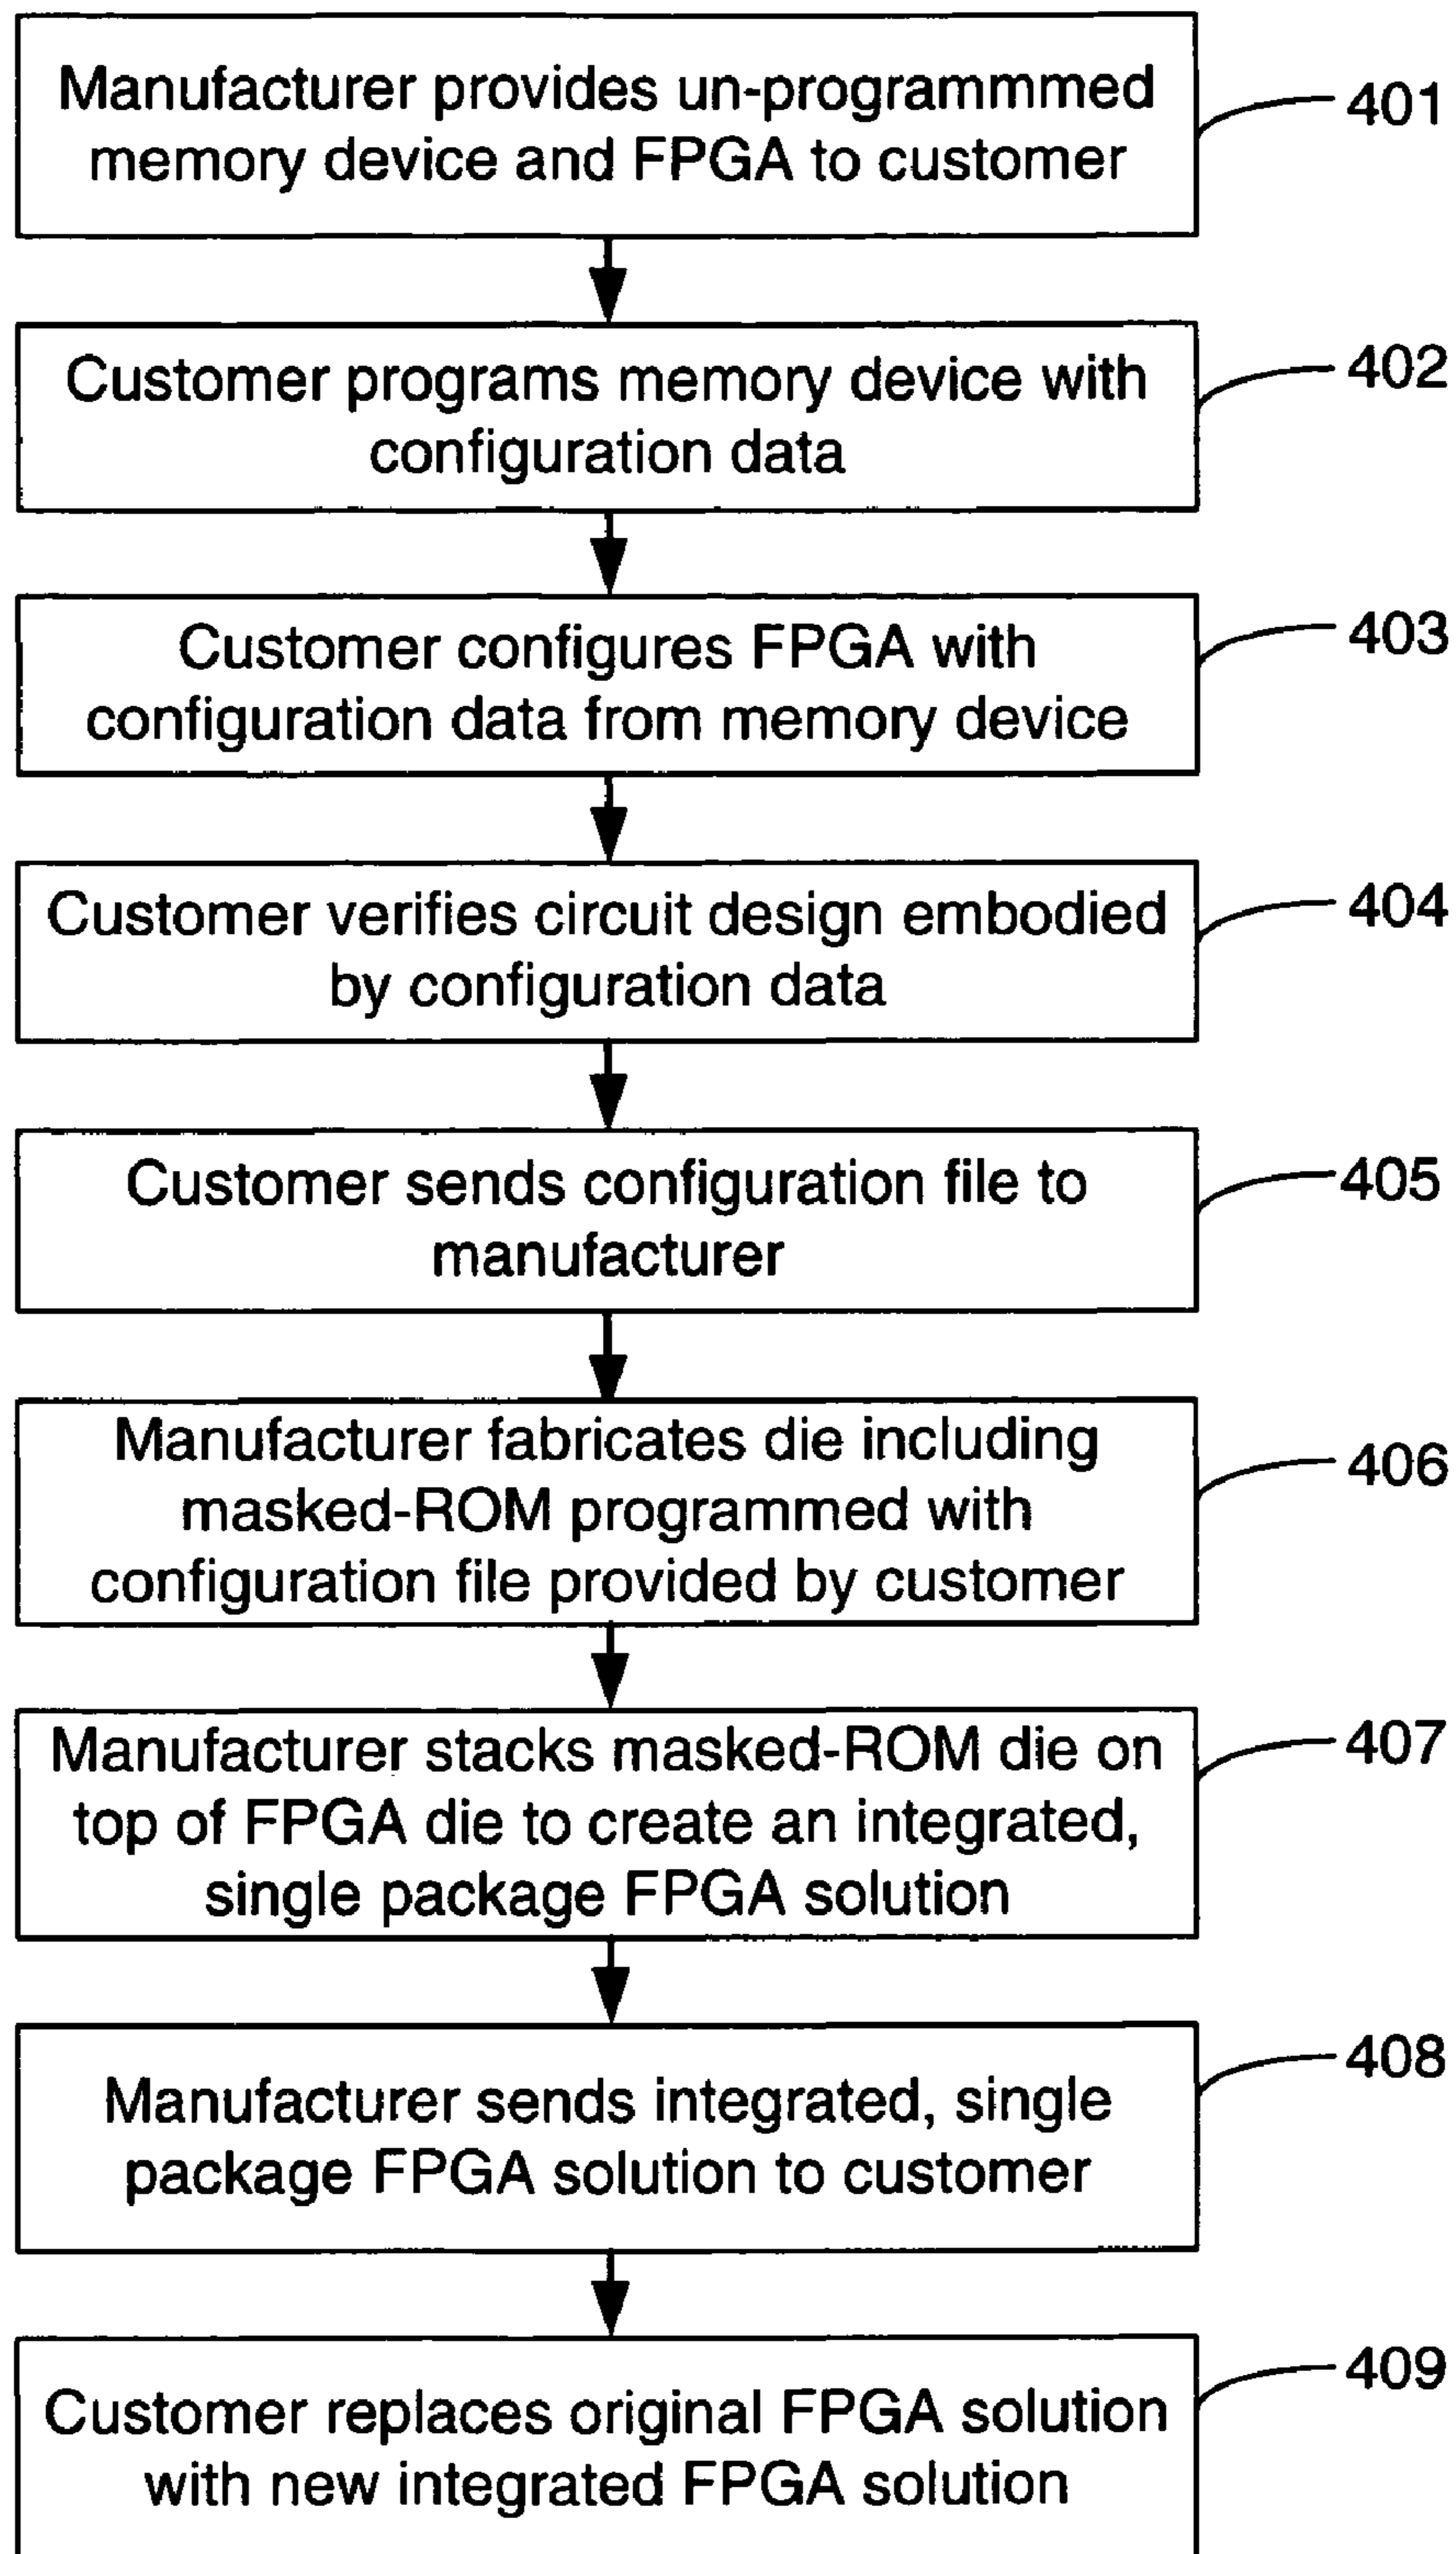 Manufacturer provides un-programmmed
memory device and FPGA to customer
401
Customer programs memory device with
configuration data
402
Customer configures FPGA with
configuration data from memory device
403
Customer verifies circuit design embodied
by configuration data
404
Customer sends configuration file to
manufacturer
405
Manufacturer fabricates die including
masked-ROM programmed with
configuration file provided by customer
406
Manufacturer stacks masked-ROM die on
top of FPGA die to create an integrated,
single package FPGA solution
407
Manufacturer sends integrated, single
package FPGA solution to customer
408
Customer replaces original FPGA solution
with new integrated FPGA solution
409